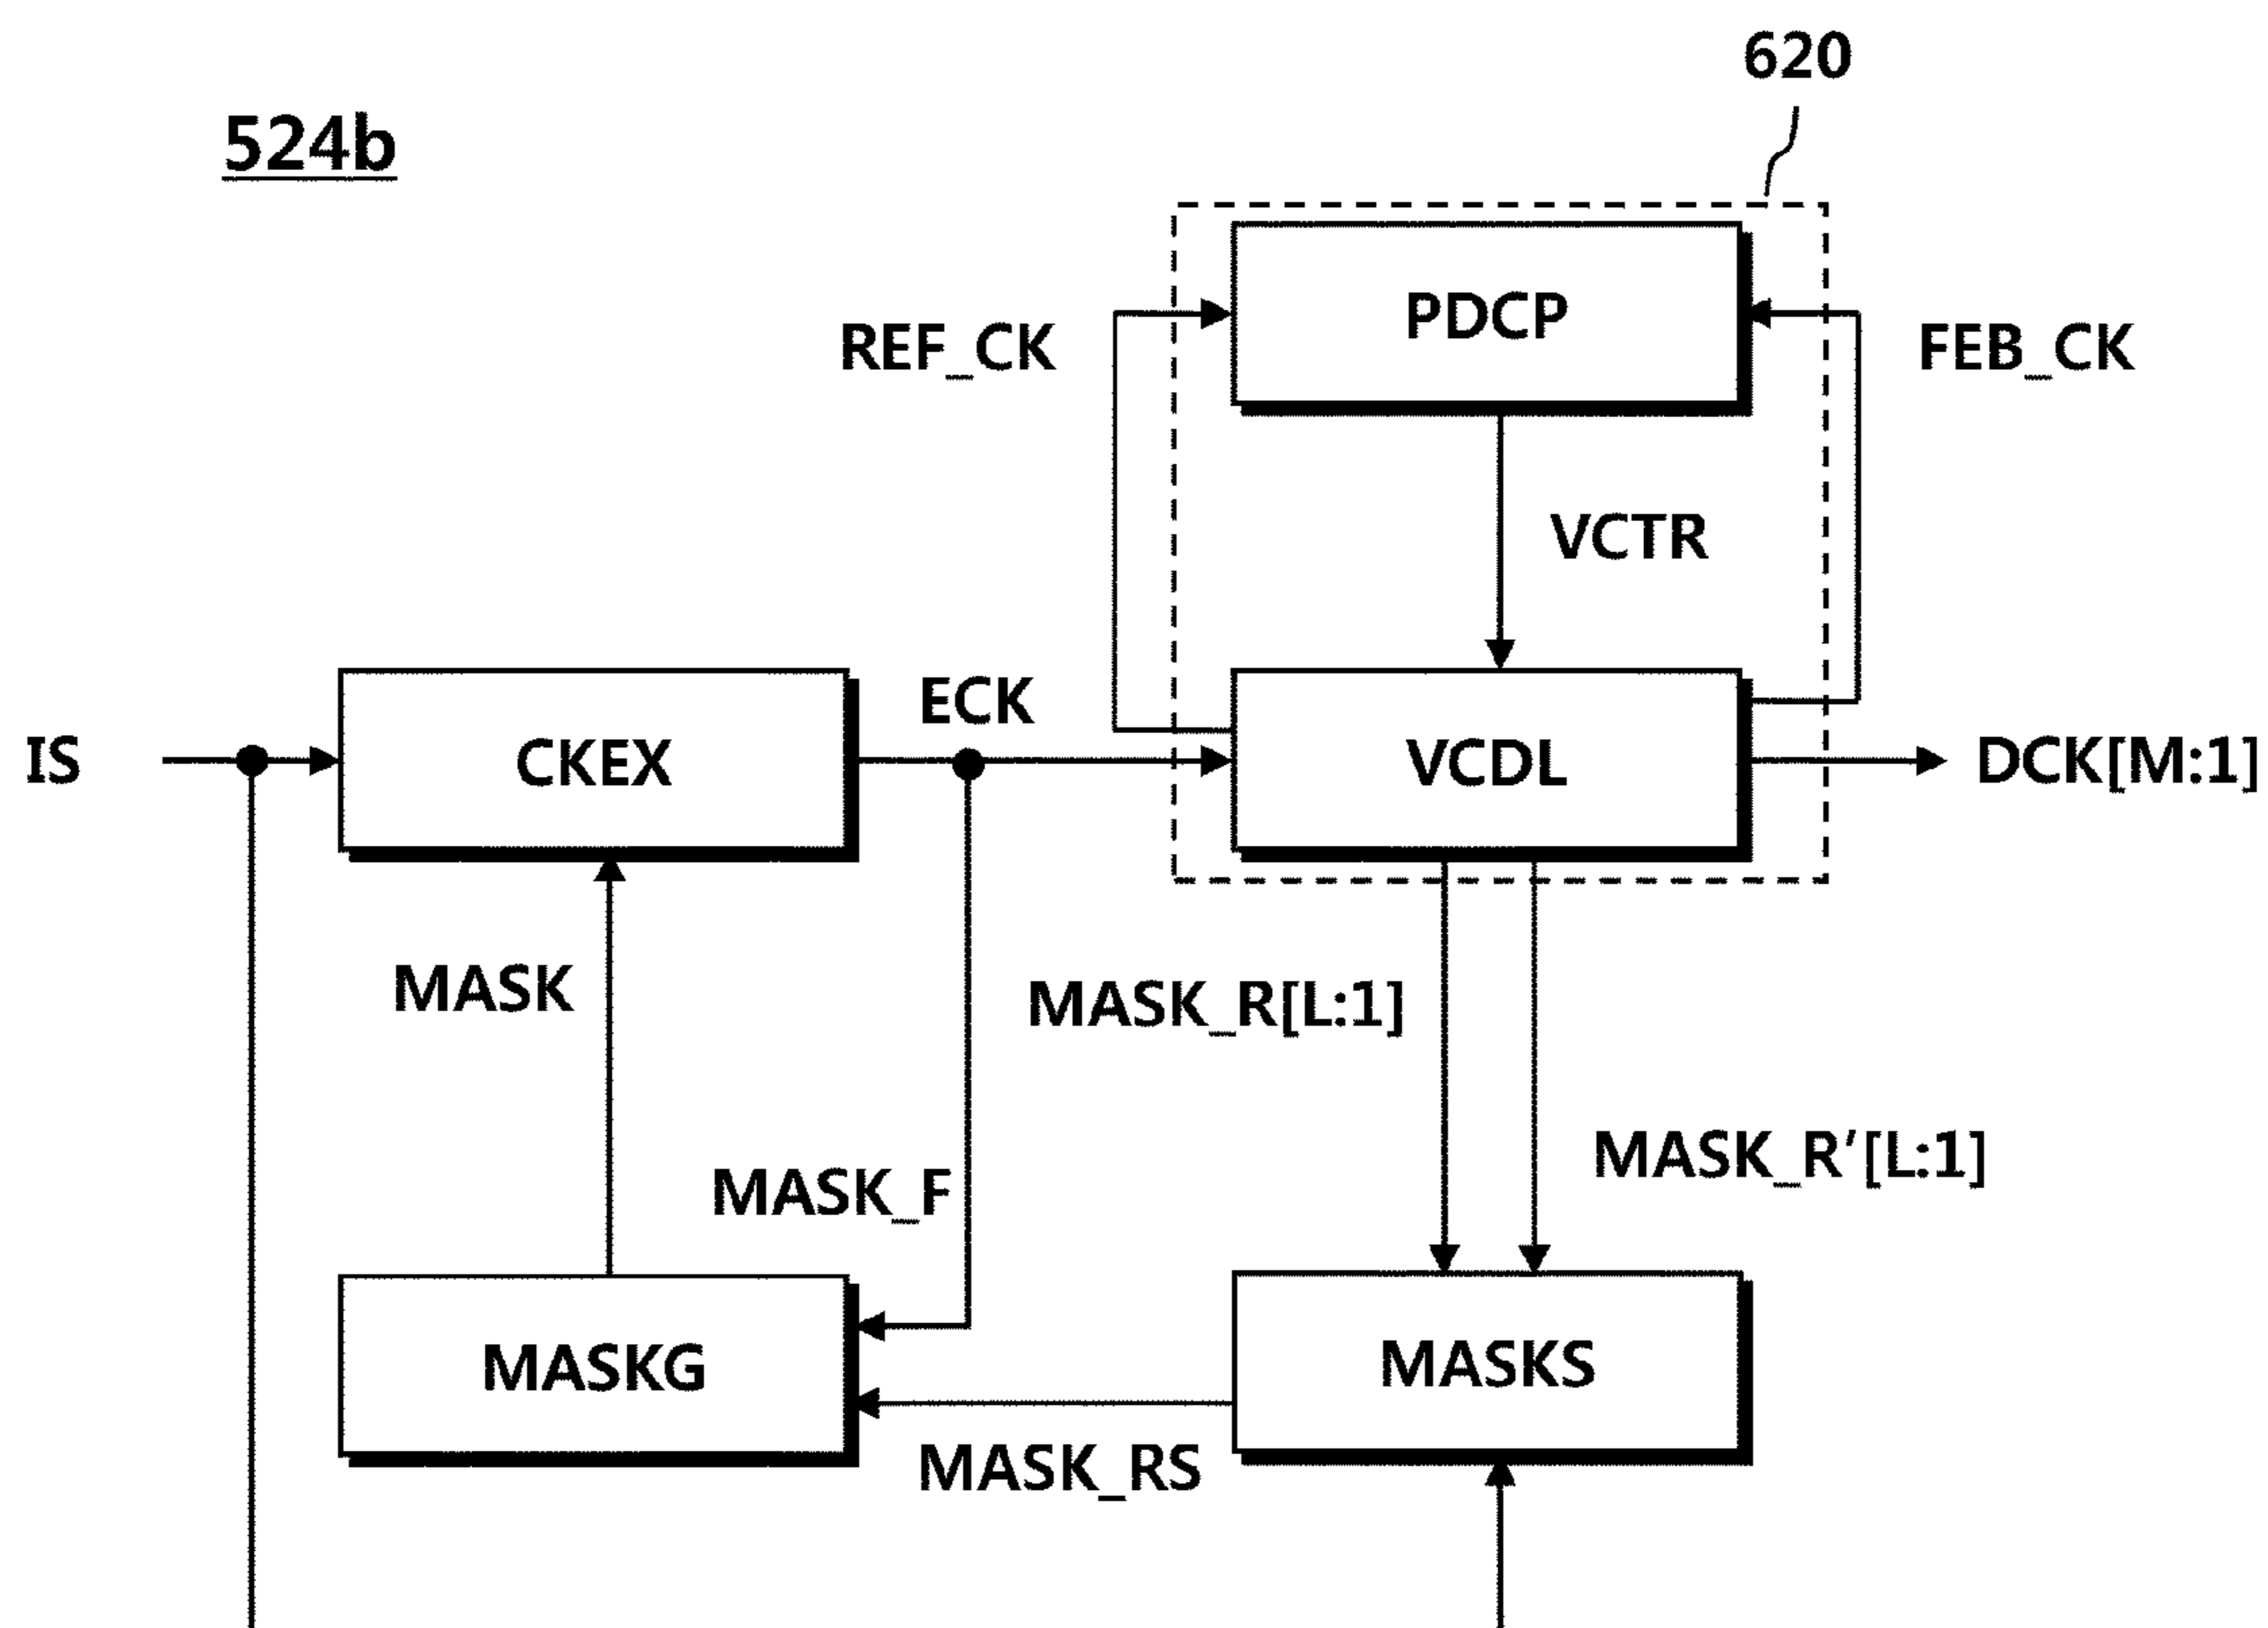 620
524b
PDCP
REF_CK
FEB_CK
VCTR
ECK
IS
CKEX
VCDL
DCK[M:1]
MASK
MASK_R[L:1]
MASK_F
MASK_R'[L:1]
MASKG
MASKS
MASK_RS